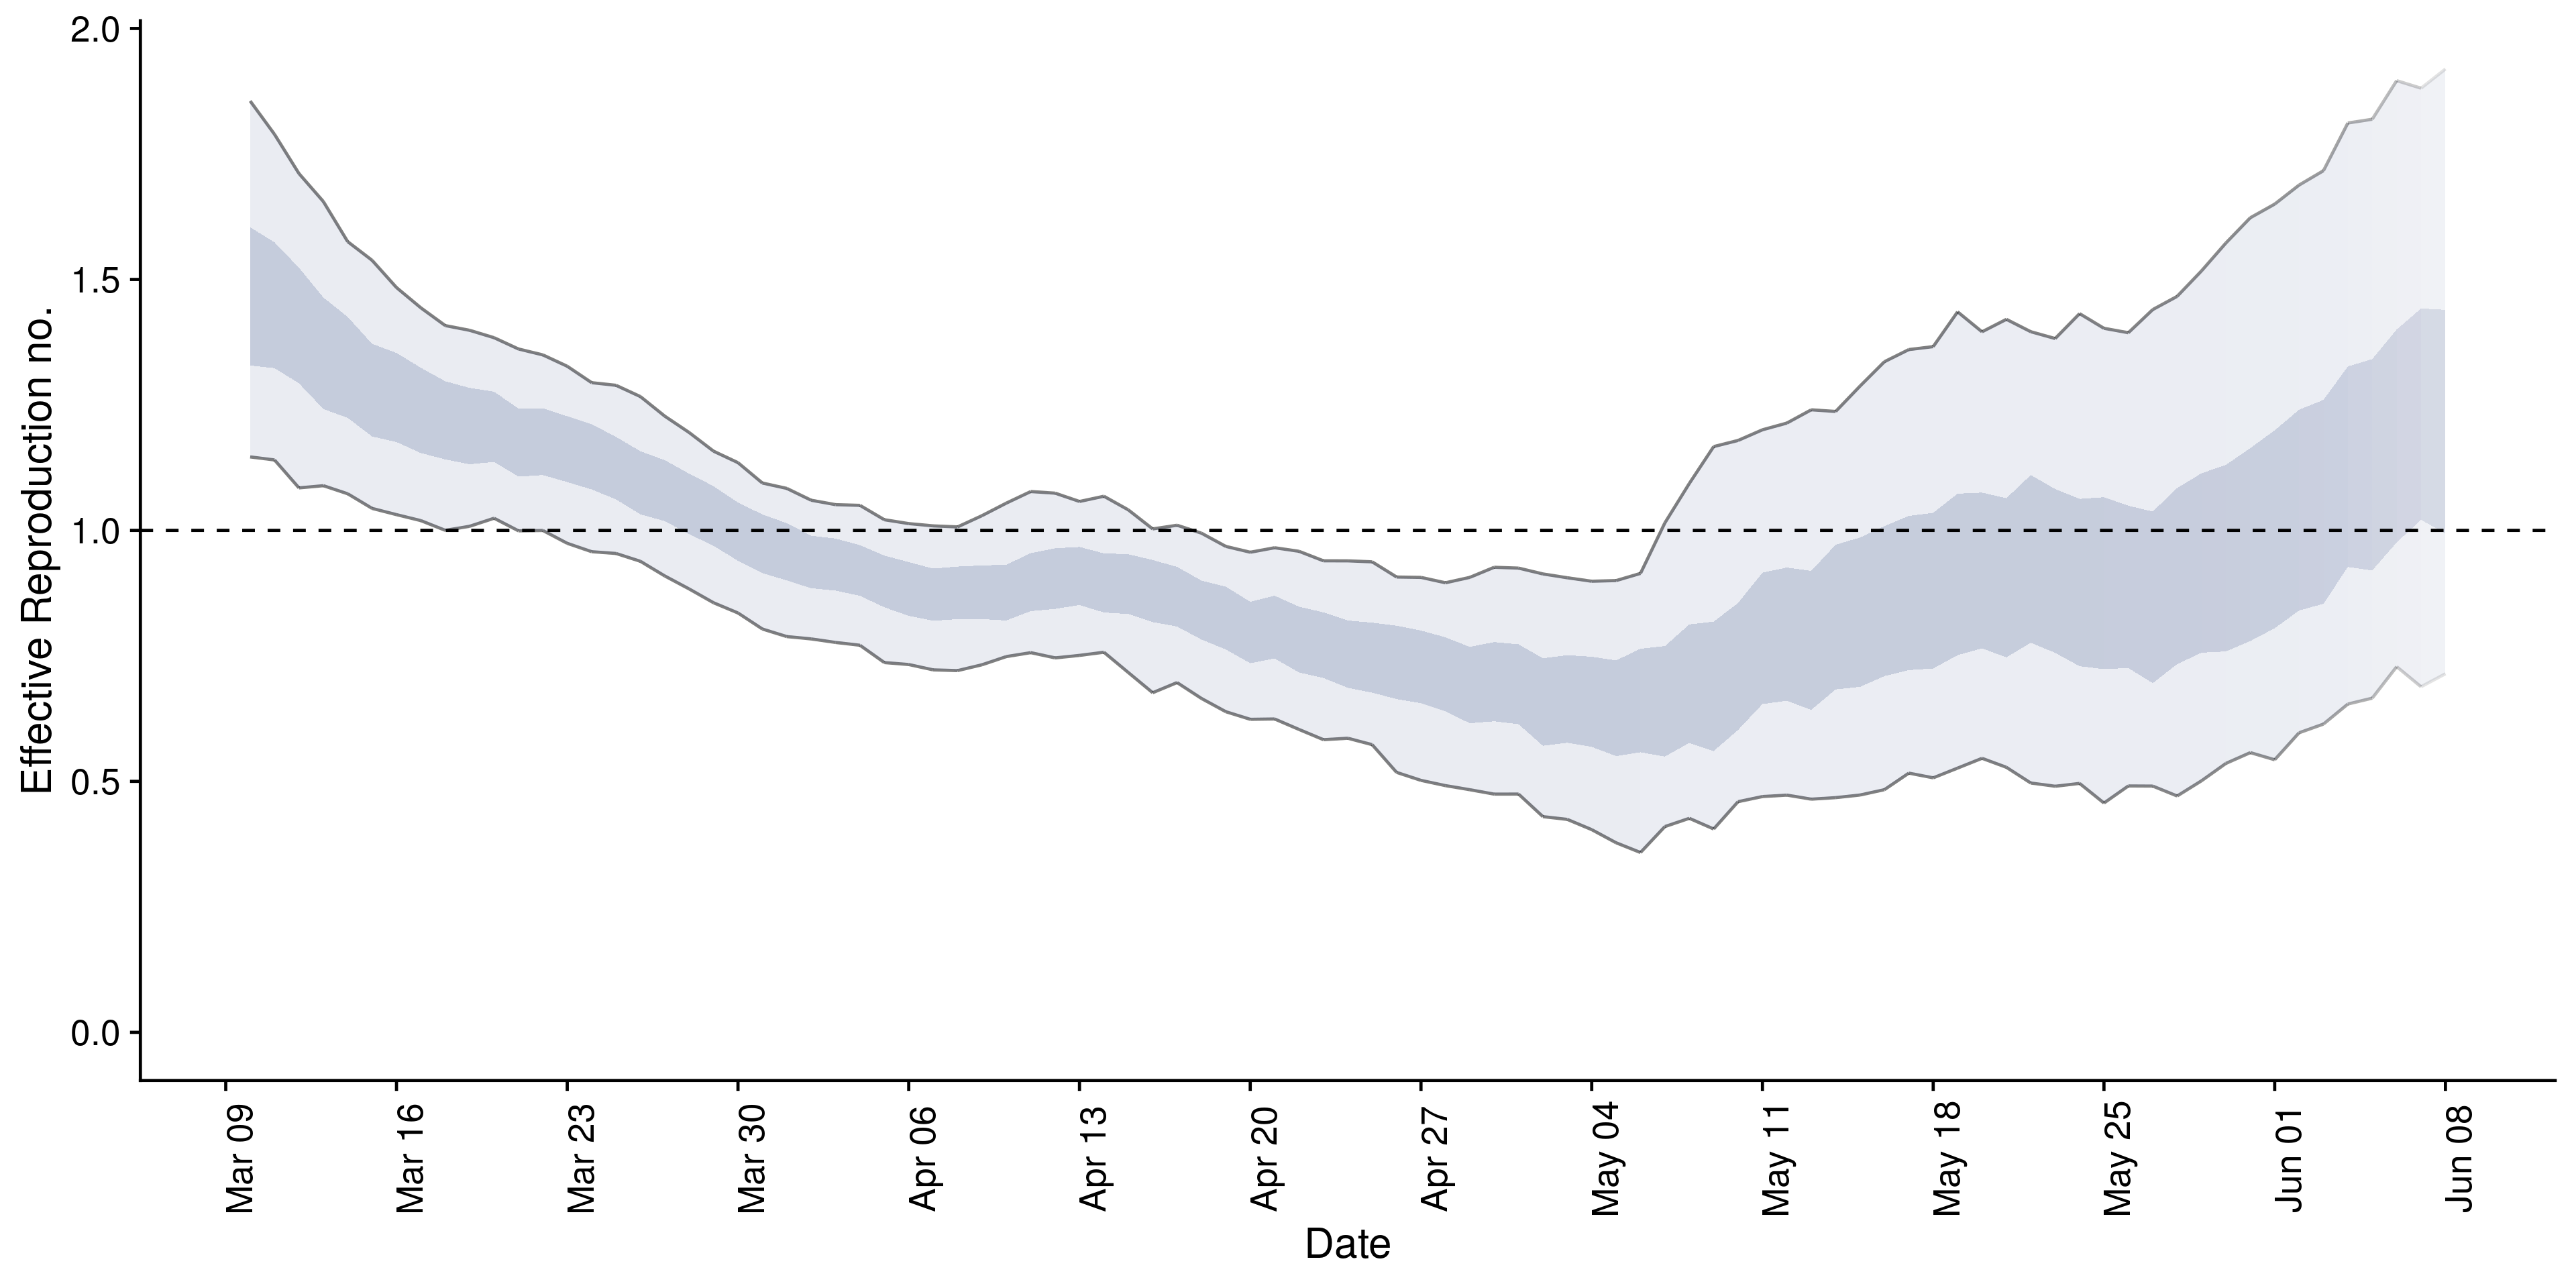 Effective Reproduction no.
2.0
1.5
1.0
0.5
0.0
Mar 09
Mar 16
Mar 23
Mar 30
Apr 06
Apr 13
Apr 20
Apr 27
May 04
May 11
May 18
May 25
Jun 01
Jun 08
Date